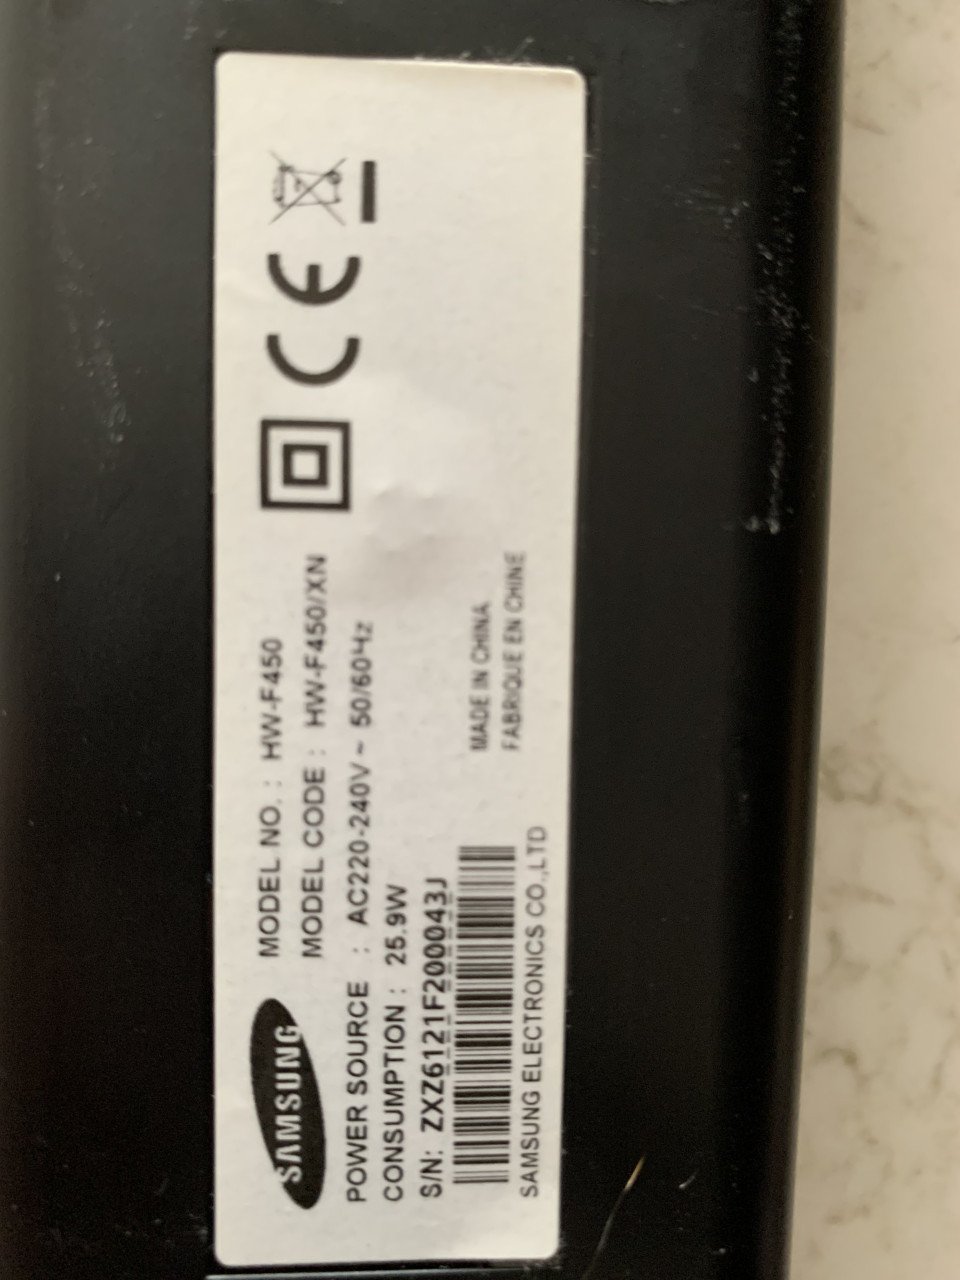 SAMSUNG
MODEL NO. : HW-F450
MODEL CODE : HW-F450/XN
POWER SOURCE : AC220-240V ~ 50/60Hz
CONSUMPTION : 25.9W
S/N: ZXZ6121F200043J
MADE IN CHINA
FABRIQUE EN CHINE
SAMSUNG ELECTRONICS CO.,LTD
CE